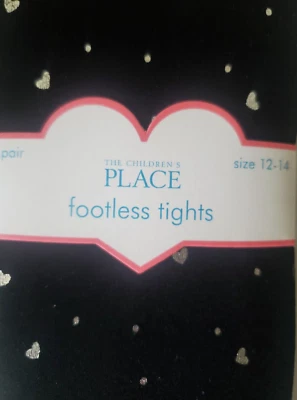 pair
size 12-14
THE CHILDREN'S
PLACE
footless tights